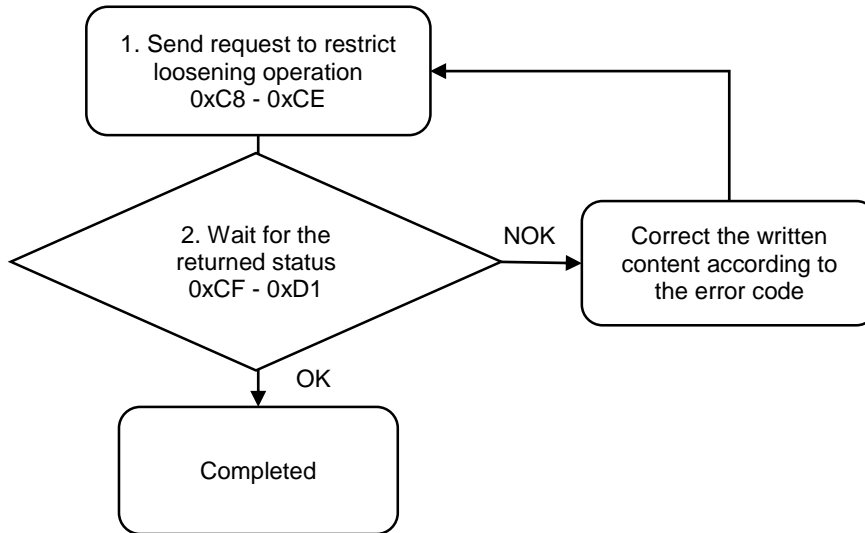 1. Send request to restrict
loosening operation
0xC8 - 0xCE
2. Wait for the
returned status
0xCF - 0xD1
NOK
Correct the written
content according to
the error code
OK
Completed